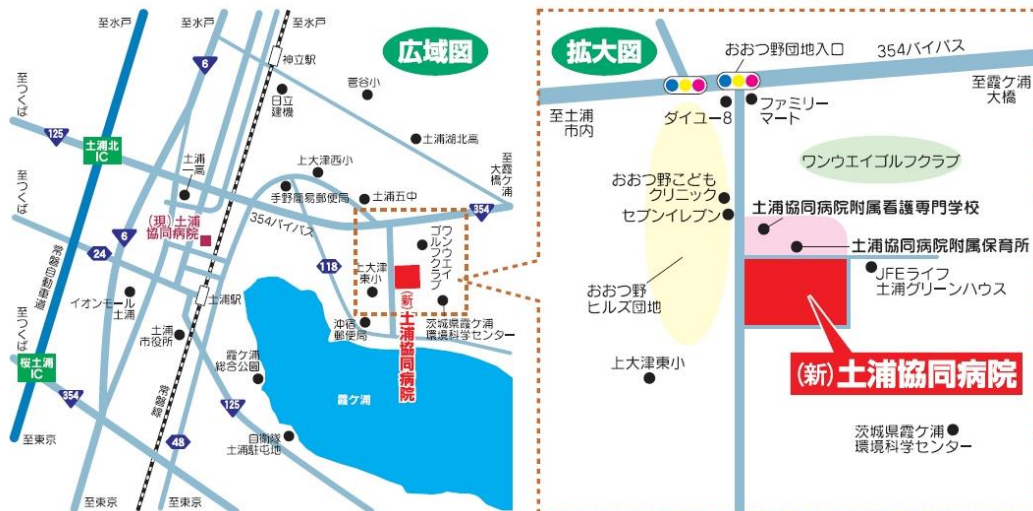 広域図
至水戸
至水戸
至水戸
至つくば
6
神立駅
日立
建機
菅谷小
土浦湖北高
至霞ケ浦
大橋
125
土浦北
IC
土浦
一高
上大津西小
手野簡易郵便局
土浦五中
354
至つくば
(現)土浦
協同病院
354バイパス
ワンウエイ
ゴルフクラブ
6
24
常磐自動車道
118
上大津
東小
イオンモール
土浦
土浦駅
(新)土浦協同病院
至つくば
土浦
市役所
沖宿
郵便局
茨城県霞ケ浦
環境科学センター
桜土浦
IC
霞ケ浦
総合公園
霞ケ浦
354
常磐線
125
至東京
48
自衛隊
土浦駐屯地
至東京
至東京
拡大図
おおつ野団地入口
354バイパス
至霞ケ浦
大橋
至土浦
市内
ダイユー8
ファミリー
マート
ワンウエイゴルフクラブ
おおつ野こども
クリニック
セブンイレブン
土浦協同病院附属看護専門学校
土浦協同病院附属保育所
おおつ野
ヒルズ団地
JFEライフ
土浦グリーンハウス
上大津東小
(新)土浦協同病院
茨城県霞ケ浦
環境科学センター